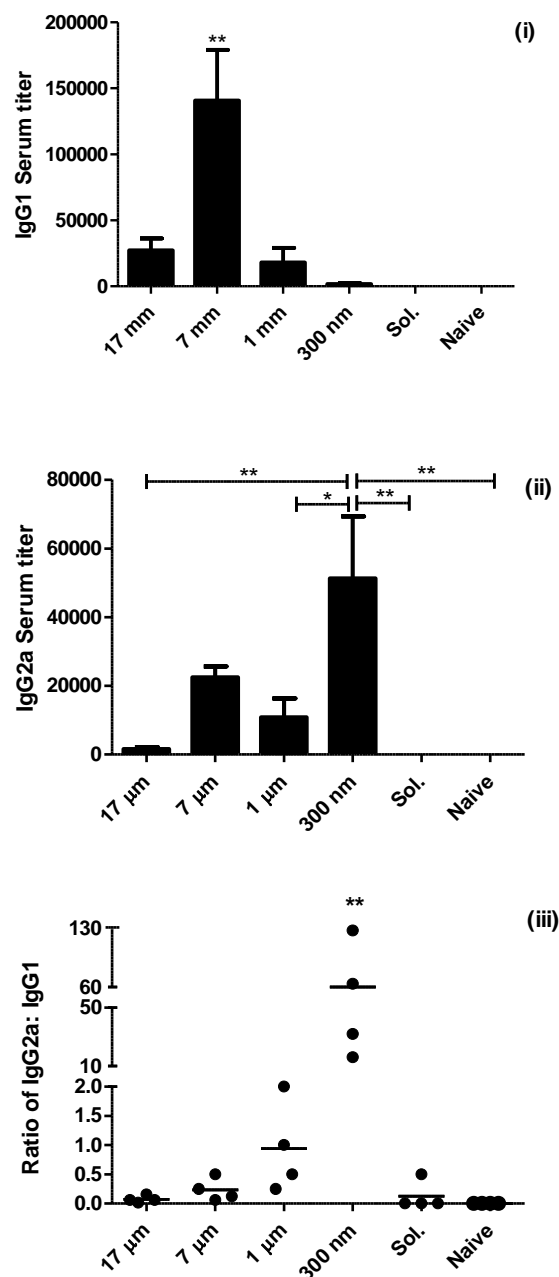 (i)
**
200000
150000
100000
50000
0
IgG1 Serum titer
17 mm
7 mm
1 mm
300 nm
Sol.
Naive
(ii)
** **
* **
80000
60000
40000
20000
0
IgG2a Serum titer
17 μm
7 μm
1 μm
300 nm
Sol.
Naive
(iii)
**
130
60
50
10
2.0
1.5
1.0
0.5
0.0
Ratio of IgG2a: IgG1
17 μm
7 μm
1 μm
300 nm
Sol.
Naive